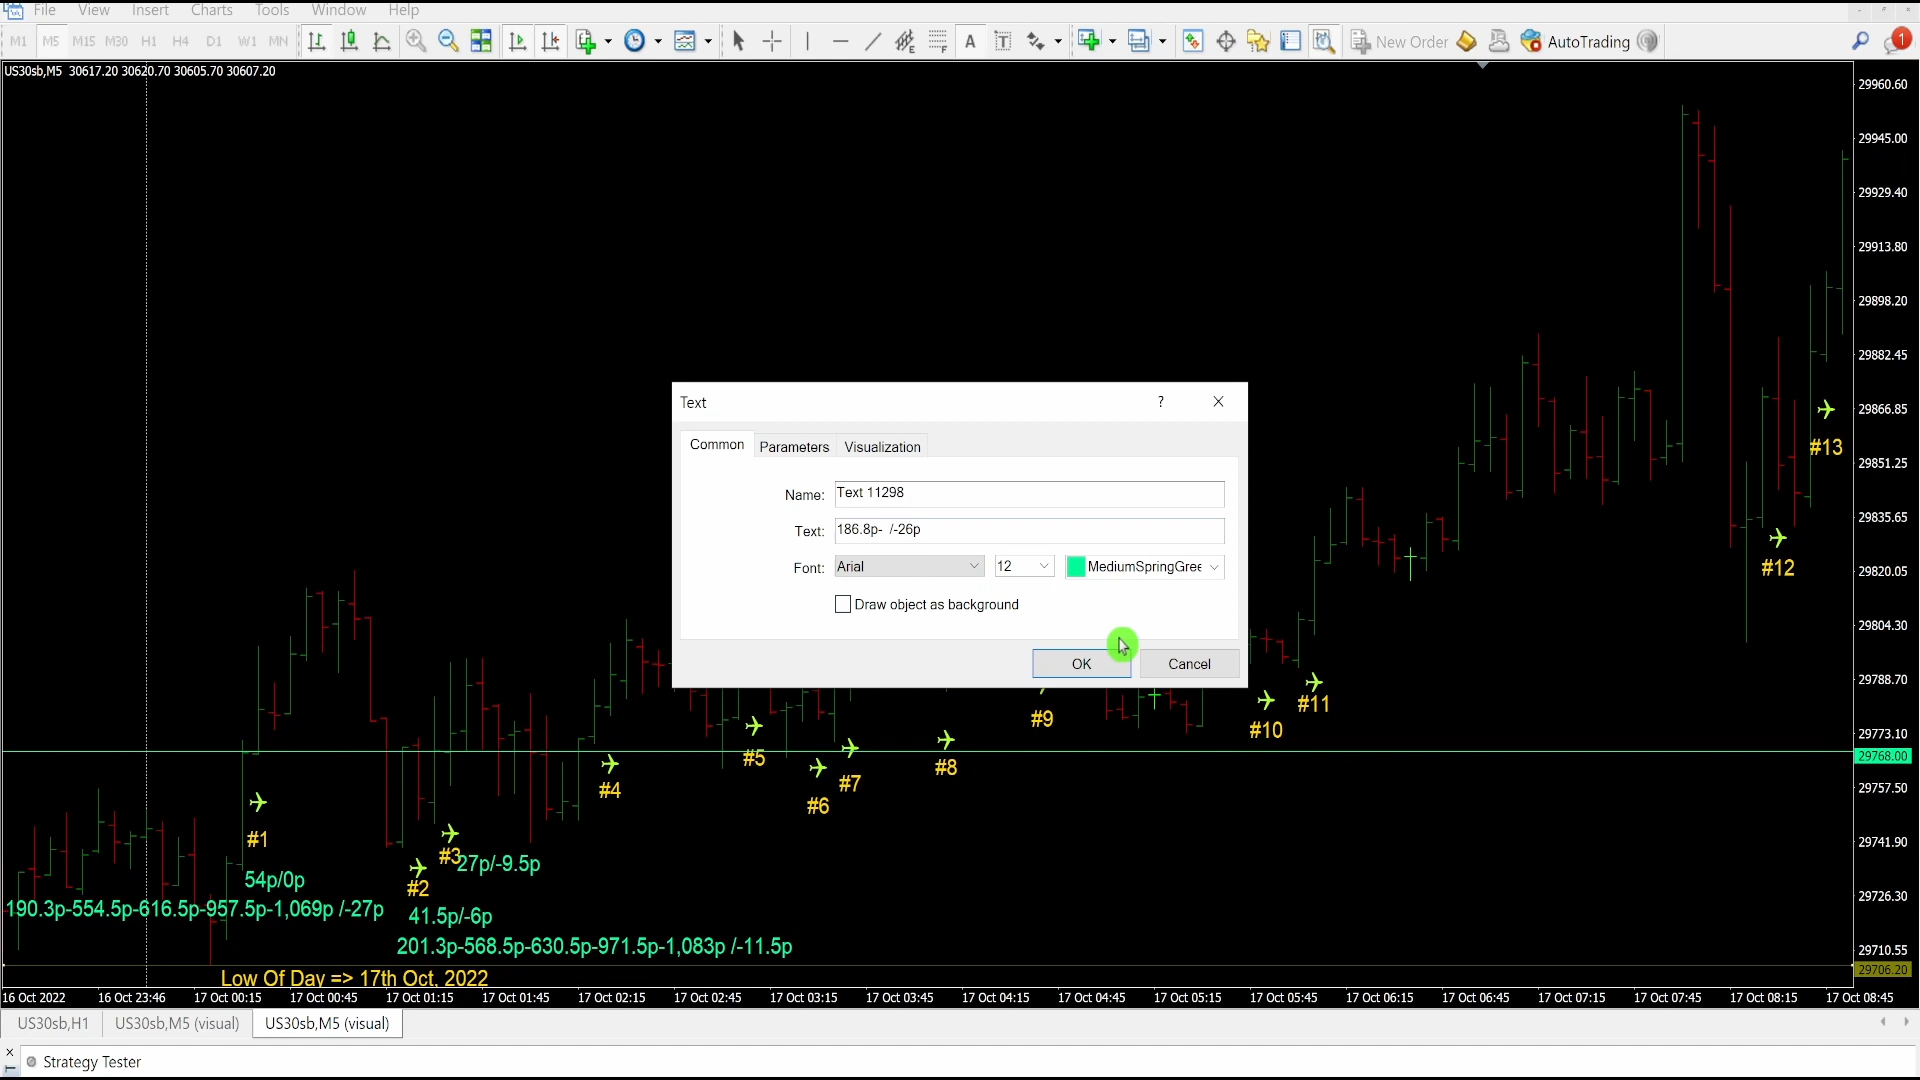 File View Insert Charts Tools Window Help
M1 M5 M15 M30 H1 H4 D1 W1 MN A T New Order AutoTrading 1
US30sb,M5 30617.20 30620.70 30605.70 30607.20
29960.60
29945.00
29929.40
29913.80
29898.20
29882.45
29866.85
29851.25
29835.65
29820.05
29804.30
29788.70
29773.10
29768.00
29757.50
29741.90
29726.30
29710.55
29706.20
Text ?
Common Parameters Visualization
Name: Text 11298
Text: 186.8p- /-26p
Font: Arial 12 MediumSpringGree
Draw object as background
OK Cancel
#13
#12
#11
#10
#9
#8
#7
#6
#5
#4
#1
#3
27p/-9.5p
#2
54p/0p
190.3p-554.5p-616.5p-957.5p-1,069p /-27p
41.5p/-6p
201.3p-568.5p-630.5p-971.5p-1,083p /-11.5p
Low Of Day => 17th Oct, 2022
16 Oct 2022 16 Oct 23:46 17 Oct 00:15 17 Oct 00:45 17 Oct 01:15 17 Oct 01:45 17 Oct 02:15 17 Oct 02:45 17 Oct 03:15 17 Oct 03:45 17 Oct 04:15 17 Oct 04:45 17 Oct 05:15 17 Oct 05:45 17 Oct 06:15 17 Oct 06:45 17 Oct 07:15 17 Oct 07:45 17 Oct 08:15 17 Oct 08:45
US30sb,H1 US30sb,M5 (visual) US30sb,M5 (visual)
Strategy Tester